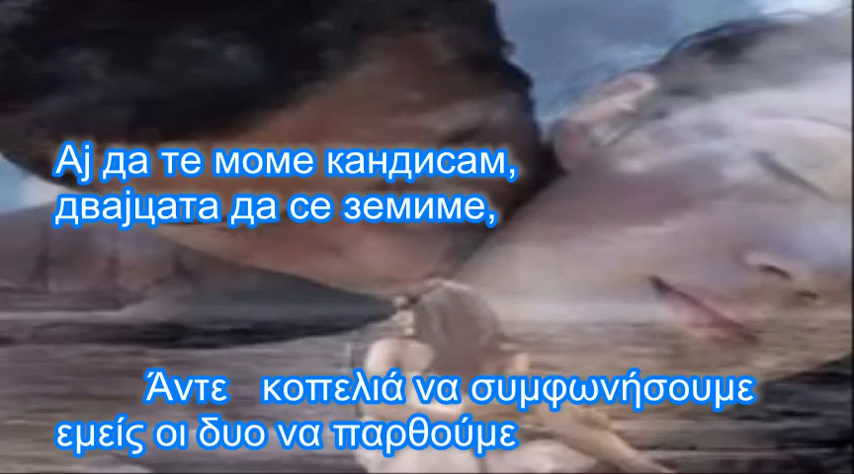 Ај да те моме кандисам,
двајцата да се земиме,
Άντε κοπελιά να συμφωνήσουμε
εμείς οι δυο να παρθούμε